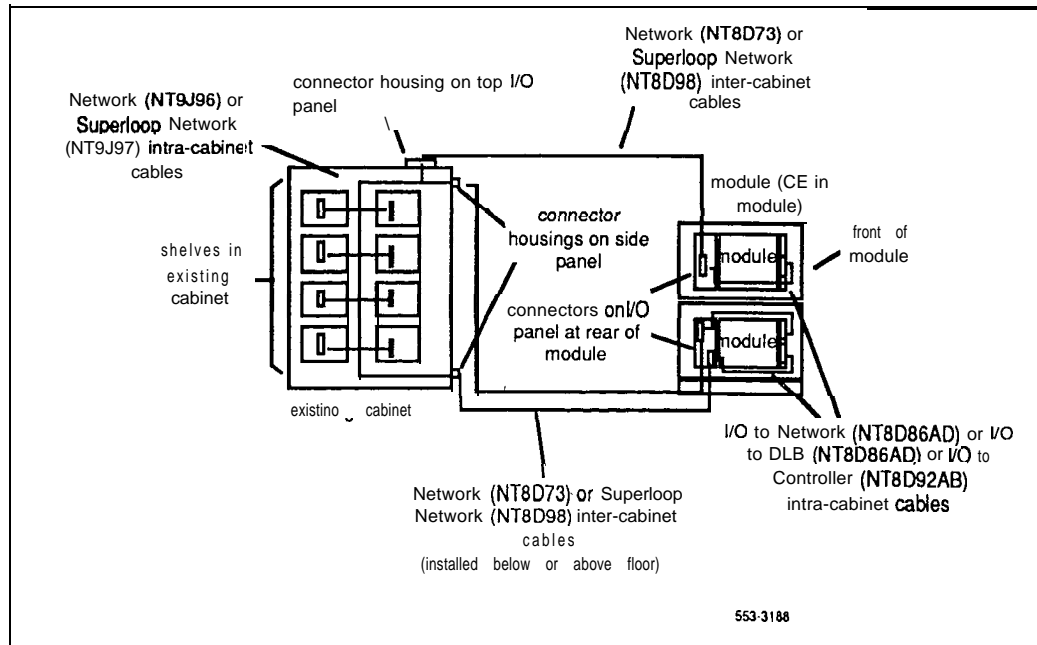 Network (NT8D73) or
Superloop Network
(NT8D98) inter-cabinet
cables
connector housing on top I/O
panel
Network (NT9J96) or
Superloop Network
(NT9J97) intra-cabinet
cables
module (CE in
module)
front of
module
connector
housings on side
panel
shelves in
existing
cabinet
module
connectors on I/O
panel at rear of
module
module
existino cabinet
I/O to Network (NT8D86AD) or I/O
to DLB (NT8D86AD) or I/O to
Controller (NT8D92AB)
intra-cabinet cables
Network (NT8D73) or Superloop
Network (NT8D98) inter-cabinet
cables
(installed below or above floor)
553-3188